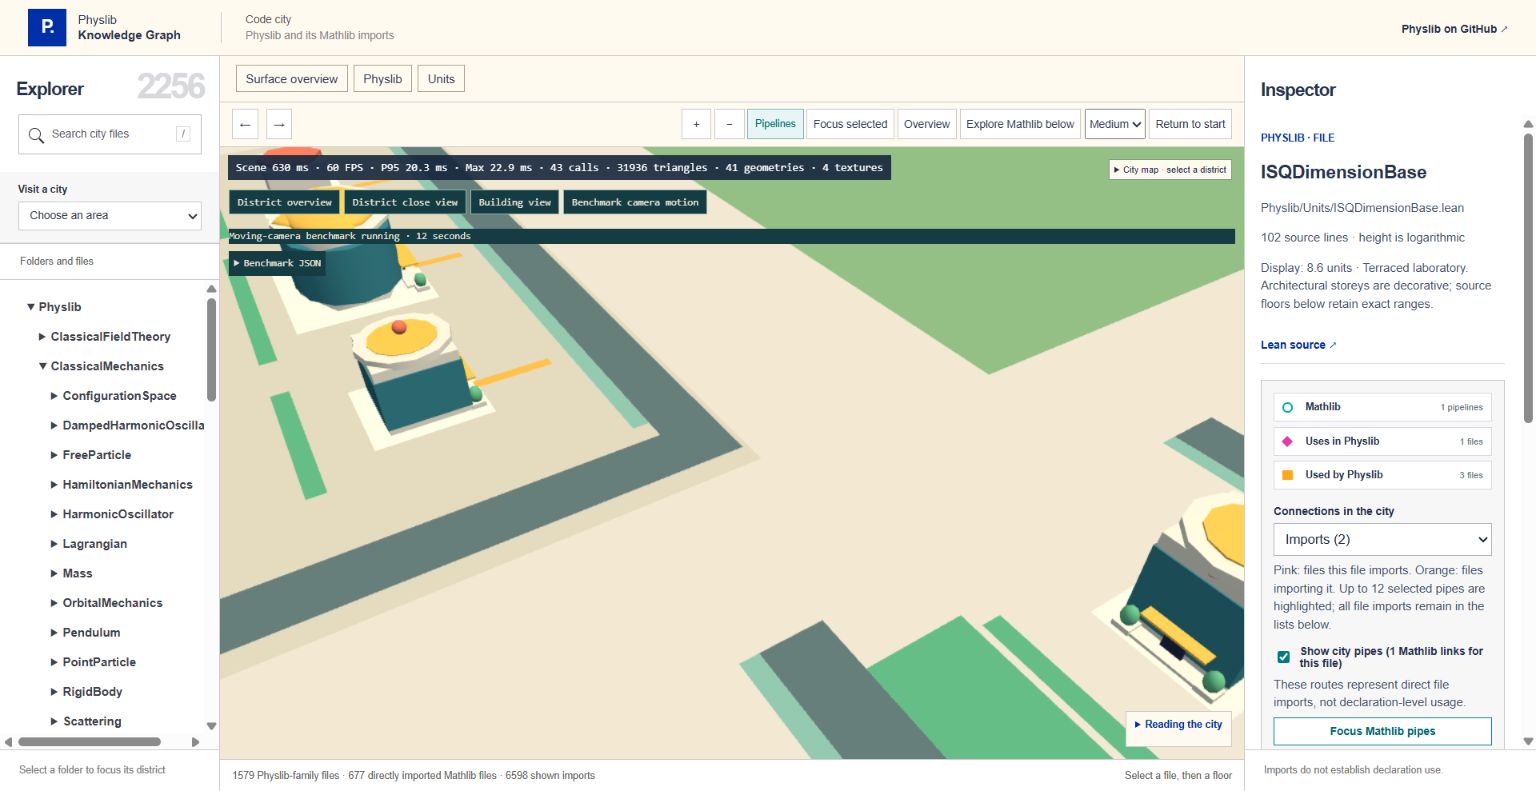 P.
Physlib
Knowledge Graph
Code city
Physlib and its Mathlib imports
Physlib on GitHub ↗
Explorer
2256
Search city files
/
Visit a city
Choose an area
Folders and files
▼ Physlib
▶ ClassicalFieldTheory
▼ ClassicalMechanics
▶ ConfigurationSpace
▶ DampedHarmonicOscilla
▶ FreeParticle
▶ HamiltonianMechanics
▶ HarmonicOscillator
▶ Lagrangian
▶ Mass
▶ OrbitalMechanics
▶ Pendulum
▶ PointParticle
▶ RigidBody
▶ Scattering
Select a folder to focus its district
Surface overview
Physlib
Units
← → + − Pipelines Focus selected Overview Explore Mathlib below Medium Return to start
Scene 630 ms · 60 FPS · P95 20.3 ms · Max 22.9 ms · 43 calls · 31936 triangles · 41 geometries · 4 textures
▶ City map · select a district
District overview District close view Building view Benchmark camera motion
Moving-camera benchmark running · 12 seconds
▶ Benchmark JSON
▶ Reading the city
1579 Physlib-family files · 677 directly imported Mathlib files · 6598 shown imports
Select a file, then a floor
Inspector
PHYSLIB · FILE
ISQDimensionBase
Physlib/Units/ISQDimensionBase.lean
102 source lines · height is logarithmic
Display: 8.6 units · Terraced laboratory.
Architectural storeys are decorative; source
floors below retain exact ranges.
Lean source ↗
Mathlib 1 pipelines
Uses in Physlib 1 files
Used by Physlib 3 files
Connections in the city
Imports (2)
Pink: files this file imports. Orange: files
importing it. Up to 12 selected pipes are
highlighted; all file imports remain in the
lists below.
Show city pipes (1 Mathlib links for
this file)
These routes represent direct file
imports, not declaration-level usage.
Focus Mathlib pipes
Imports do not establish declaration use.